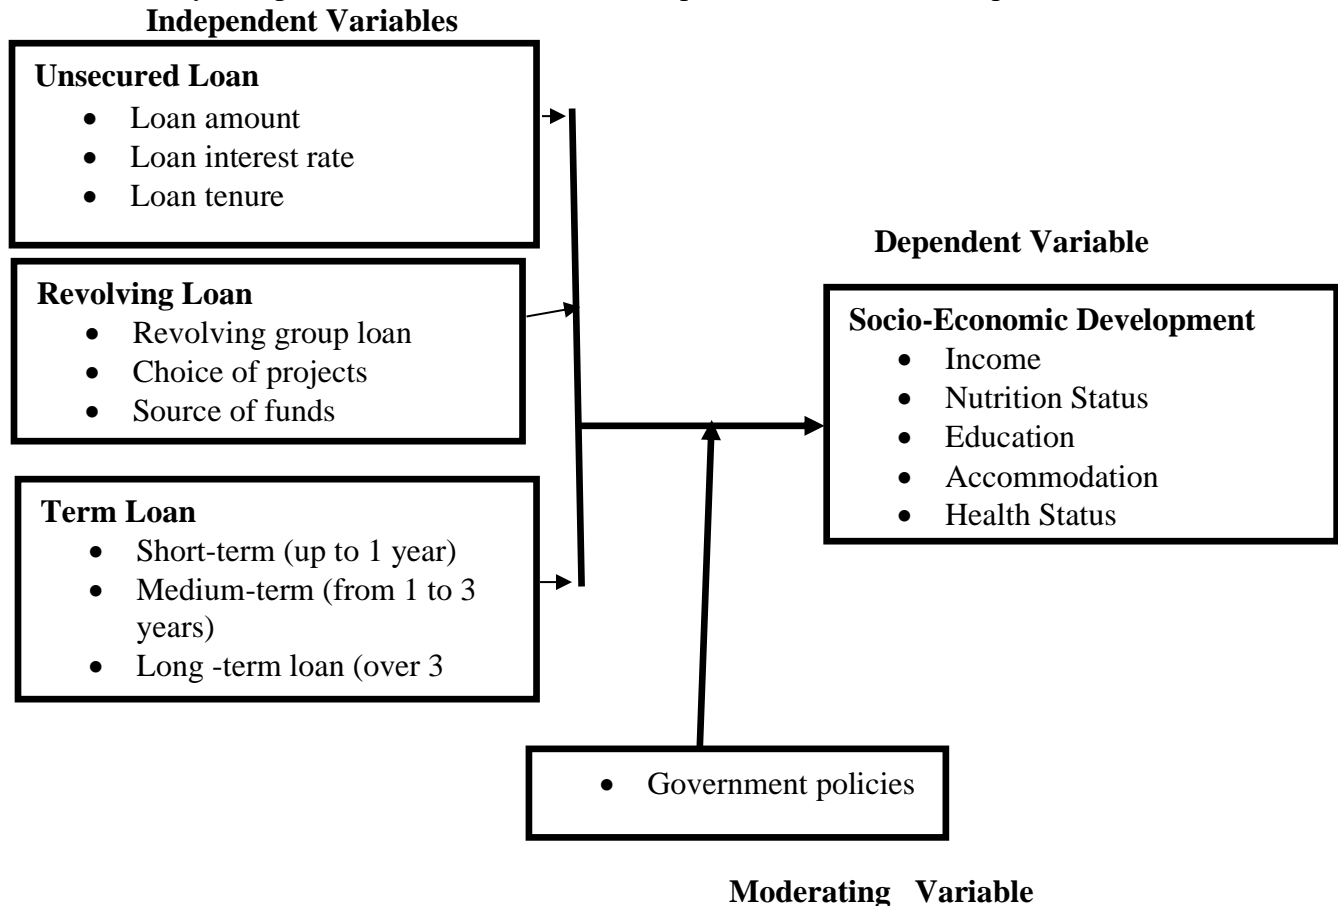 Independent Variables
Unsecured Loan
• Loan amount
• Loan interest rate
• Loan tenure
Revolving Loan
• Revolving group loan
• Choice of projects
• Source of funds
Term Loan
• Short-term (up to 1 year)
• Medium-term (from 1 to 3
years)
• Long -term loan (over 3
Dependent Variable
Socio-Economic Development
• Income
• Nutrition Status
• Education
• Accommodation
• Health Status
• Government policies
Moderating Variable